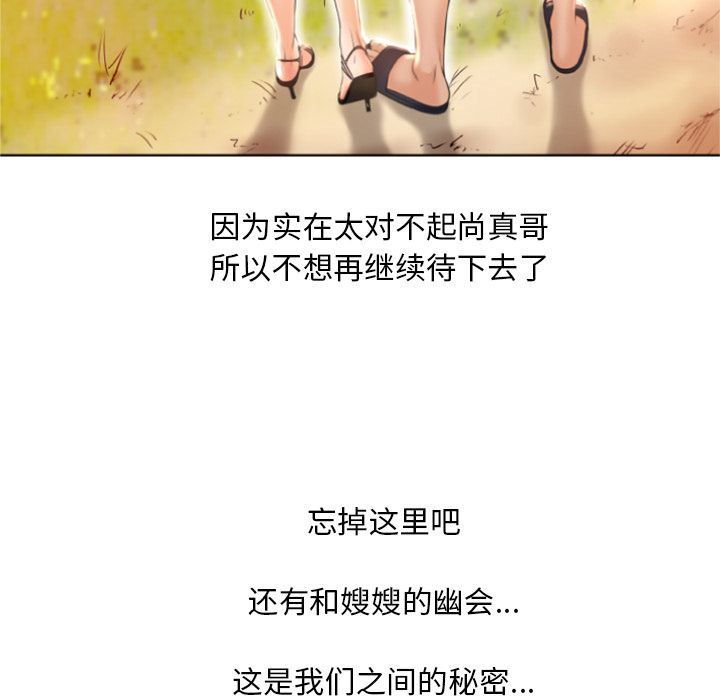 因为实在太对不起尚真哥
所以不想再继续待下去了
忘掉这里吧
还有和嫂嫂的幽会...
这是我们之间的秘密...